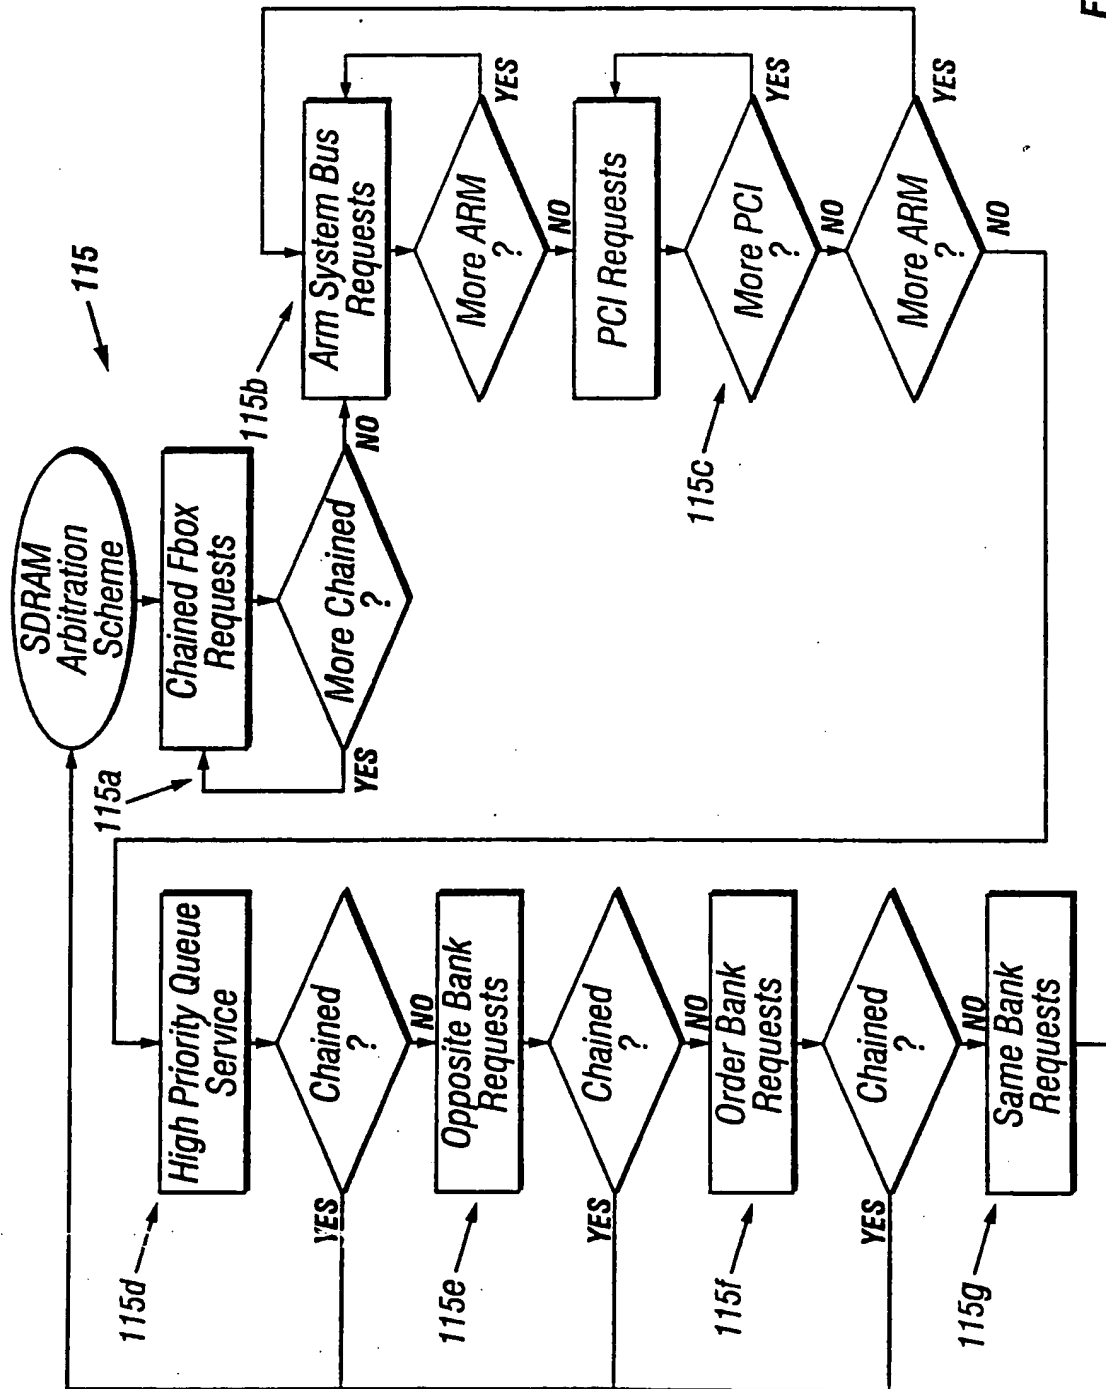 SDRAM
Arbitration
Scheme
115
115a
Chained Fbox
Requests
More Chained
?
YES
NO
115b
Arm System Bus
Requests
More ARM
?
YES
NO
PCI Requests
115c
More PCI
?
YES
NO
More ARM
?
YES
NO
115d
High Priority Queue
Service
Chained
?
YES
NO
115e
Opposite Bank
Requests
Chained
?
YES
NO
115f
Order Bank
Requests
Chained
?
YES
NO
115g
Same Bank
Requests
F